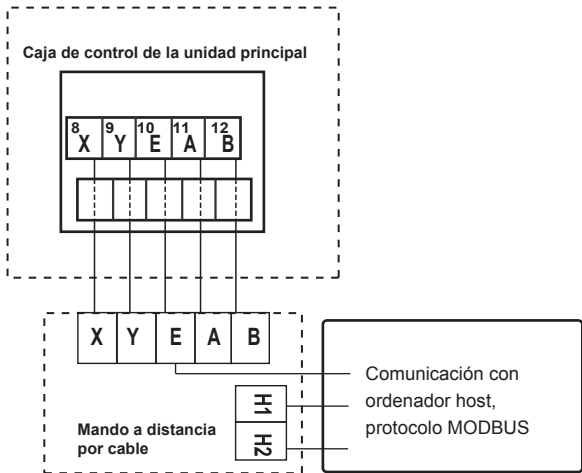 Caja de control de la unidad principal
8 9 10 11 12
X Y E A B
X Y E A B
H1
H2
Mando a distancia
por cable
Comunicación con
ordenador host,
protocolo MODBUS